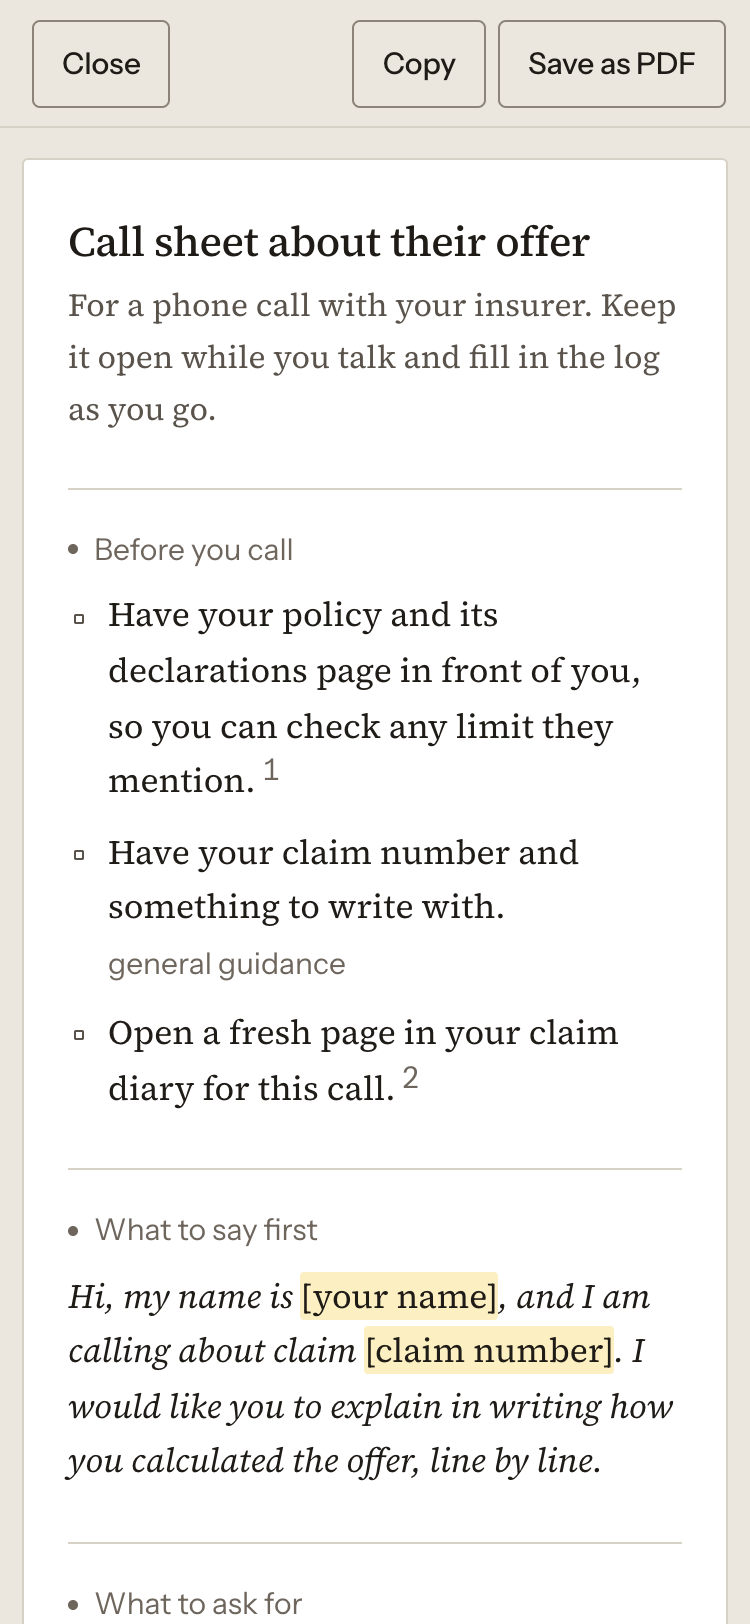 Close
Copy
Save as PDF
Call sheet about their offer
For a phone call with your insurer. Keep
it open while you talk and fill in the log
as you go.
Before you call
Have your policy and its
declarations page in front of you,
so you can check any limit they
mention. 1
Have your claim number and
something to write with.
general guidance
Open a fresh page in your claim
diary for this call. 2
What to say first
Hi, my name is [your name], and I am
calling about claim [claim number]. I
would like you to explain in writing how
you calculated the offer, line by line.
What to ask for